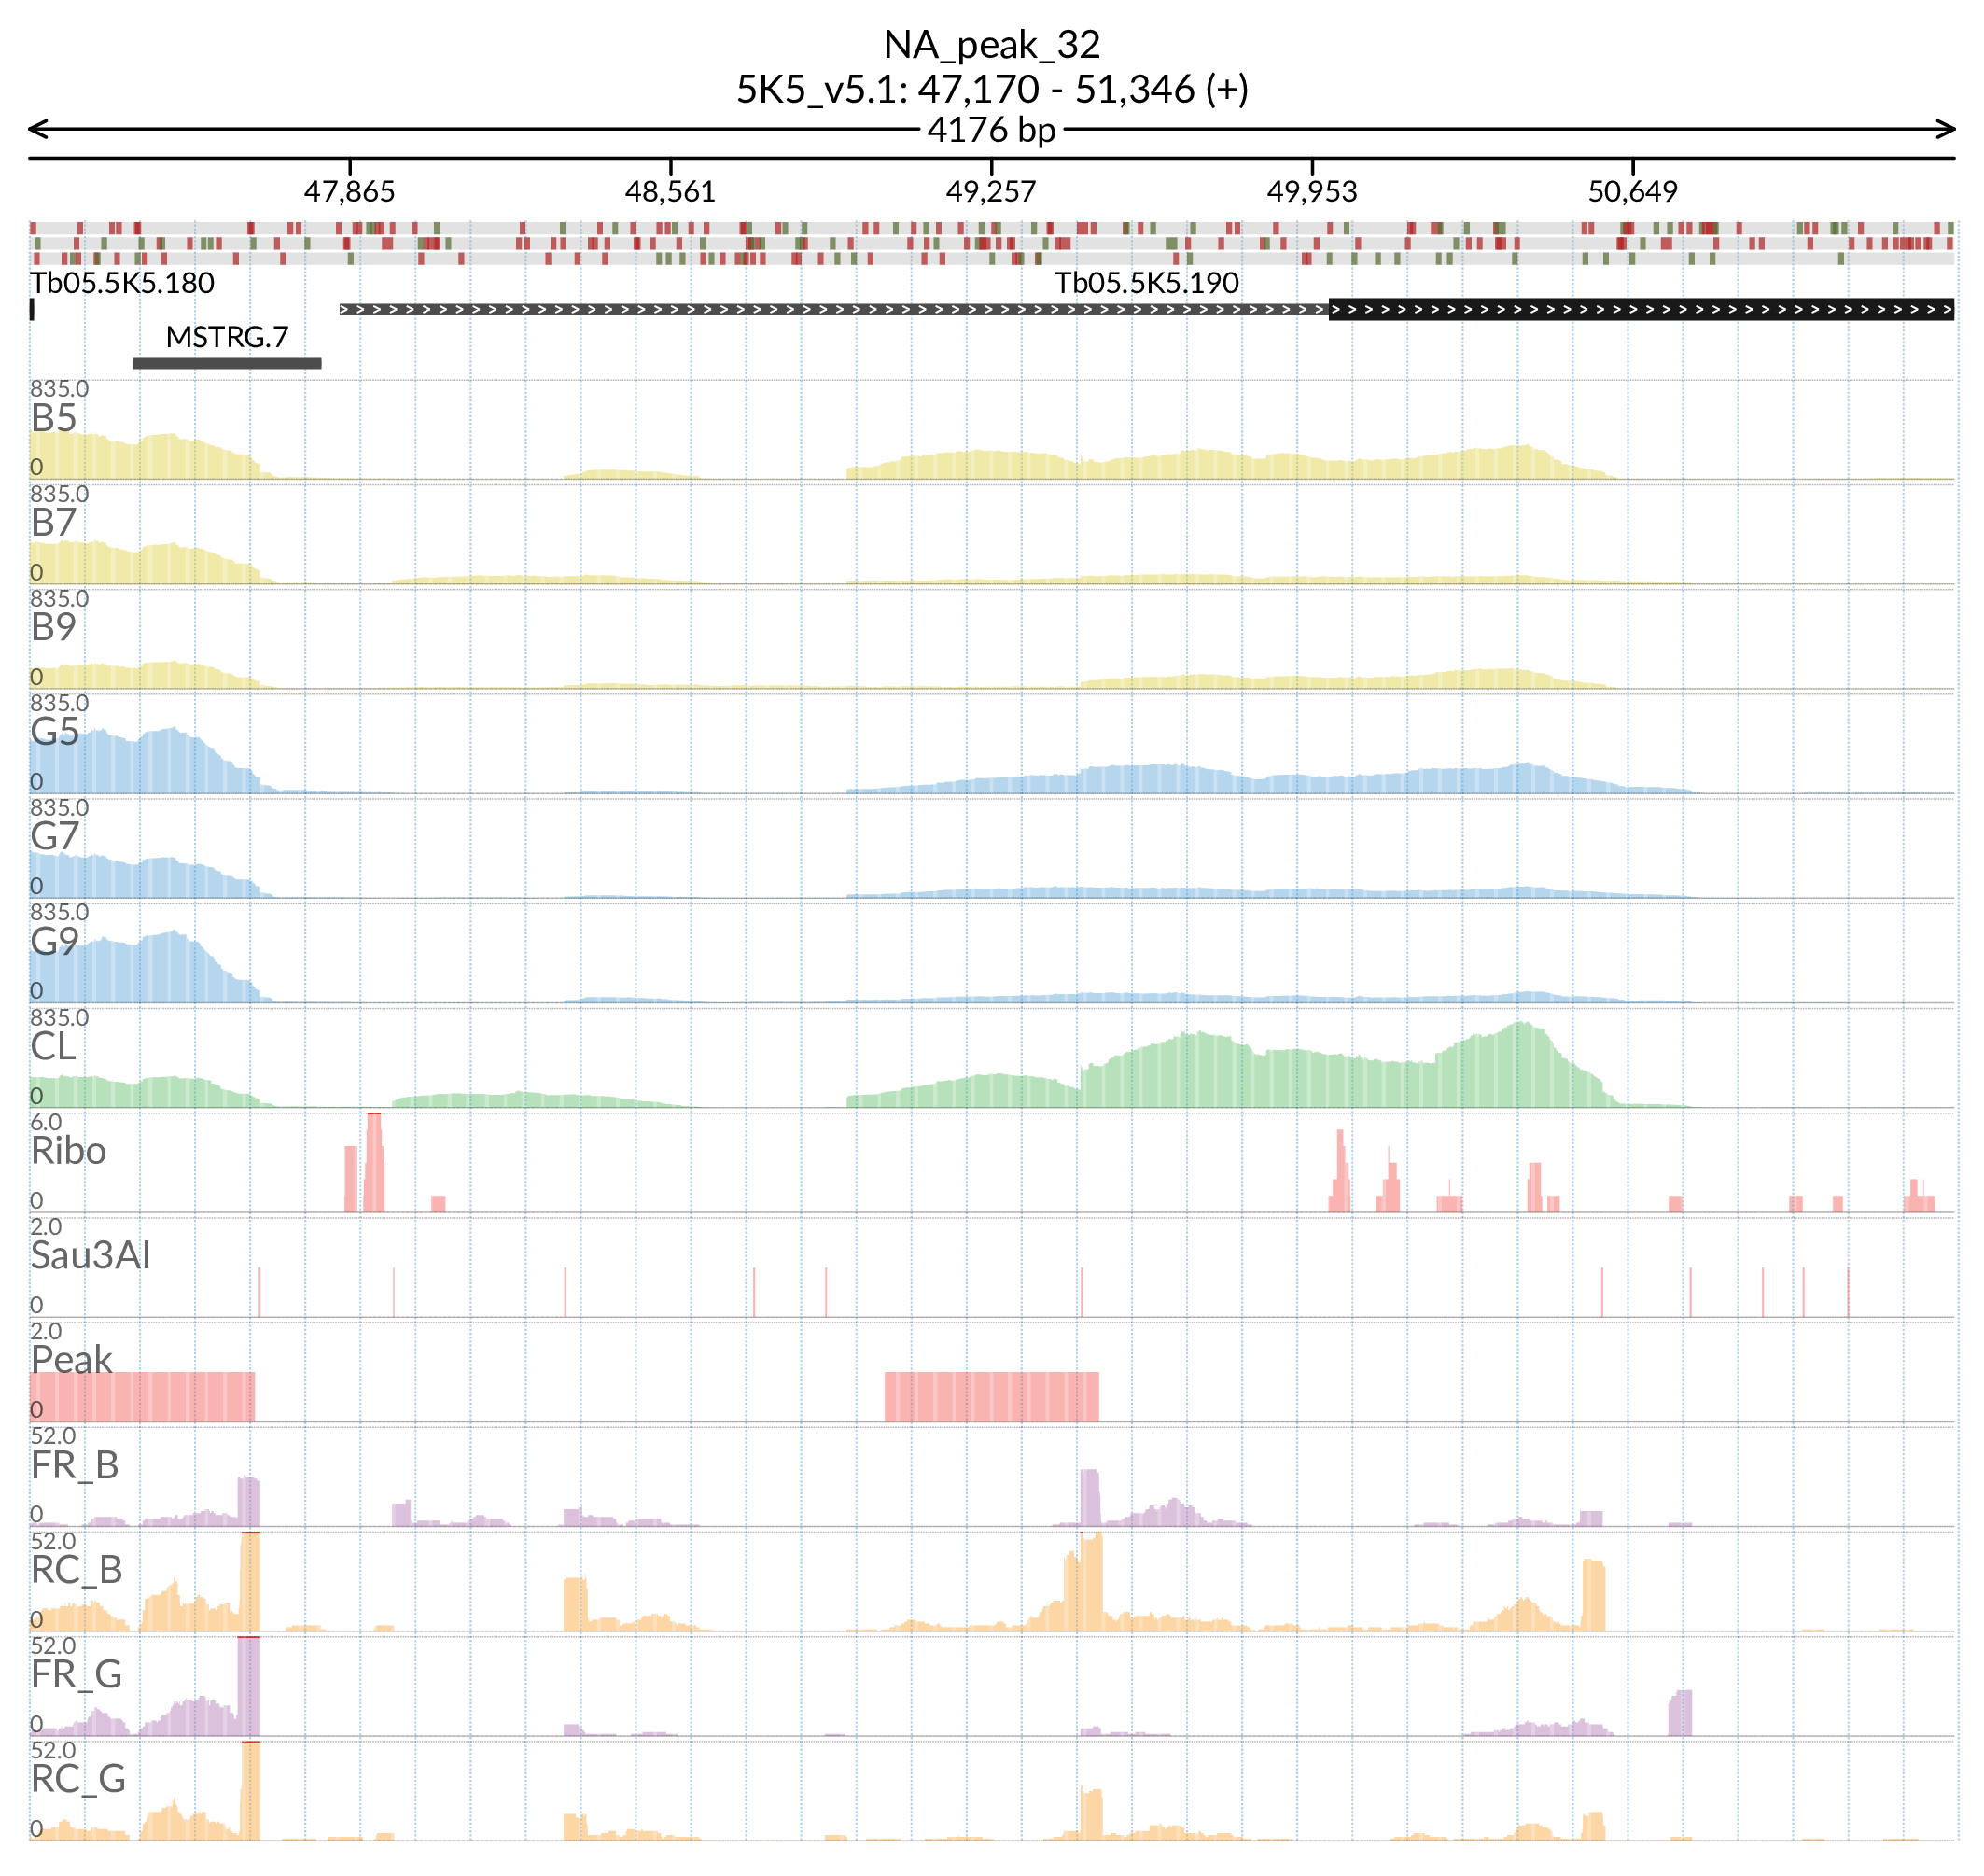 NA_peak_32
5K5_v5.1: 47,170 - 51,346 (+)
4176 bp
47,865 48,561 49,257 49,953 50,649
Tb05.5K5.180 Tb05.5K5.190
MSTRG.7
835.0
B5
0
835.0
B7
0
835.0
B9
0
835.0
G5
0
835.0
G7
0
835.0
G9
0
835.0
CL
0
6.0
Ribo
0
2.0
Sau3AI
0
2.0
Peak
0
52.0
FR_B
0
52.0
RC_B
0
52.0
FR_G
0
52.0
RC_G
0